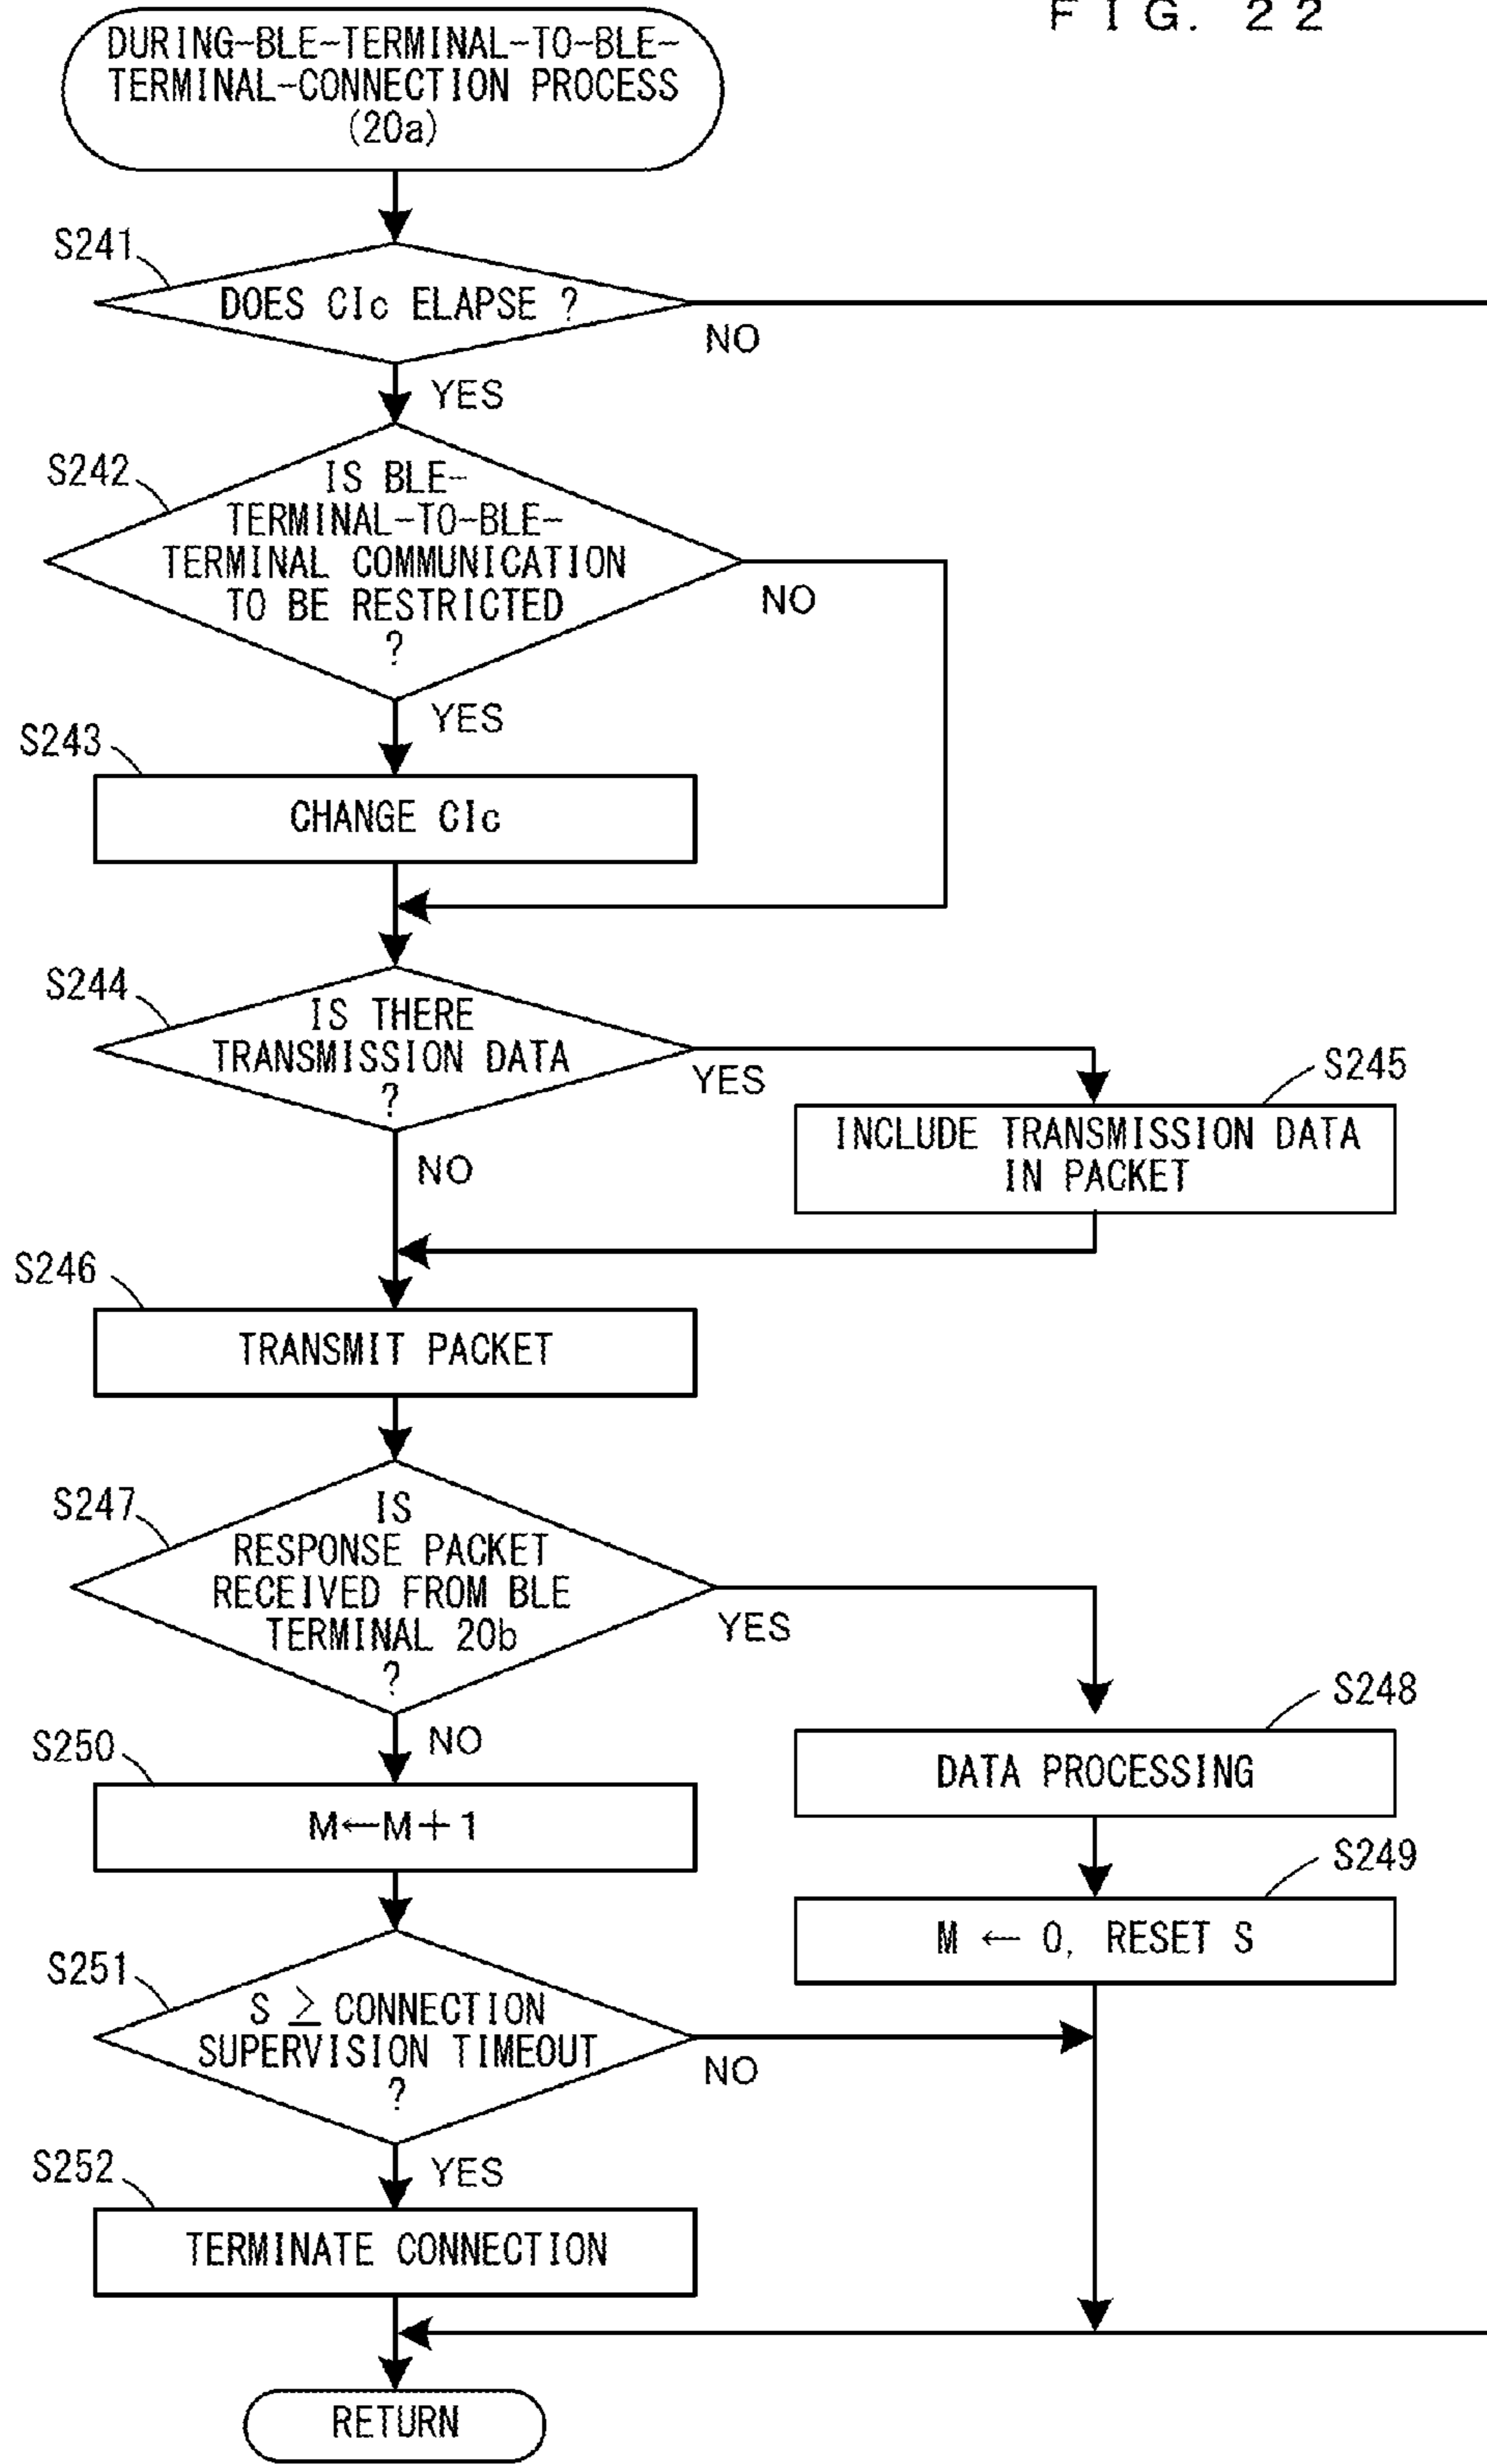 FIG. 22
DURING-BLE-TERMINAL-TO-BLE-
TERMINAL-CONNECTION PROCESS
(20a)
S241
DOES CIc ELAPSE ?
NO
YES
S242
IS BLE-
TERMINAL-TO-BLE-
TERMINAL COMMUNICATION
TO BE RESTRICTED
?
NO
YES
S243
CHANGE CIc
S244
IS THERE
TRANSMISSION DATA
?
YES
NO
S245
INCLUDE TRANSMISSION DATA
IN PACKET
S246
TRANSMIT PACKET
S247
IS
RESPONSE PACKET
RECEIVED FROM BLE
TERMINAL 20b
?
YES
NO
S248
DATA PROCESSING
S249
M ← 0, RESET S
S250
M←M+1
S251
S ≥ CONNECTION
SUPERVISION TIMEOUT
?
NO
YES
S252
TERMINATE CONNECTION
RETURN